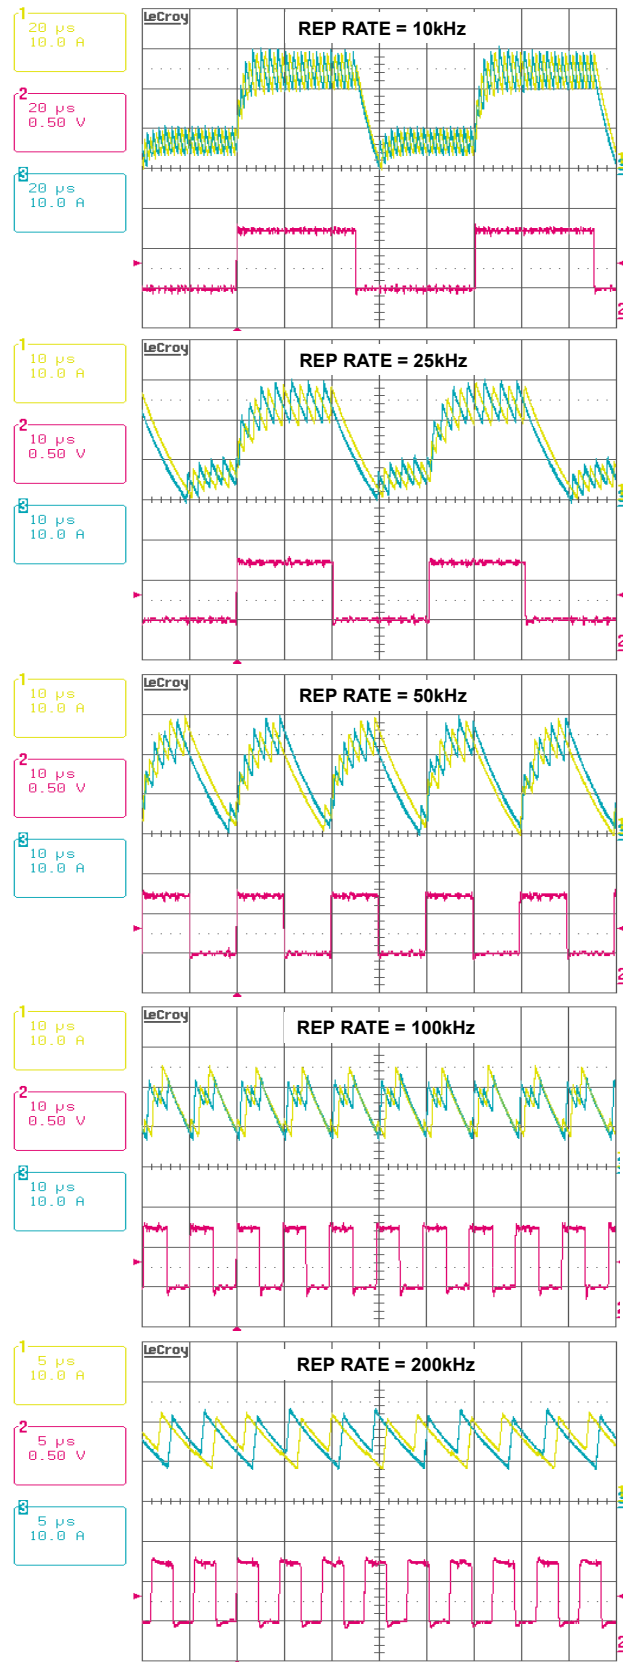 LeCroy
REP RATE = 10kHz
1
20 µs
10.0 A
2
20 µs
0.50 V
3
20 µs
10.0 A
LeCroy
REP RATE = 25kHz
1
10 µs
10.0 A
2
10 µs
0.50 V
3
10 µs
10.0 A
LeCroy
REP RATE = 50kHz
1
10 µs
10.0 A
2
10 µs
0.50 V
3
10 µs
10.0 A
LeCroy
REP RATE = 100kHz
1
10 µs
10.0 A
2
10 µs
0.50 V
3
10 µs
10.0 A
LeCroy
REP RATE = 200kHz
1
5 µs
10.0 A
2
5 µs
0.50 V
3
5 µs
10.0 A